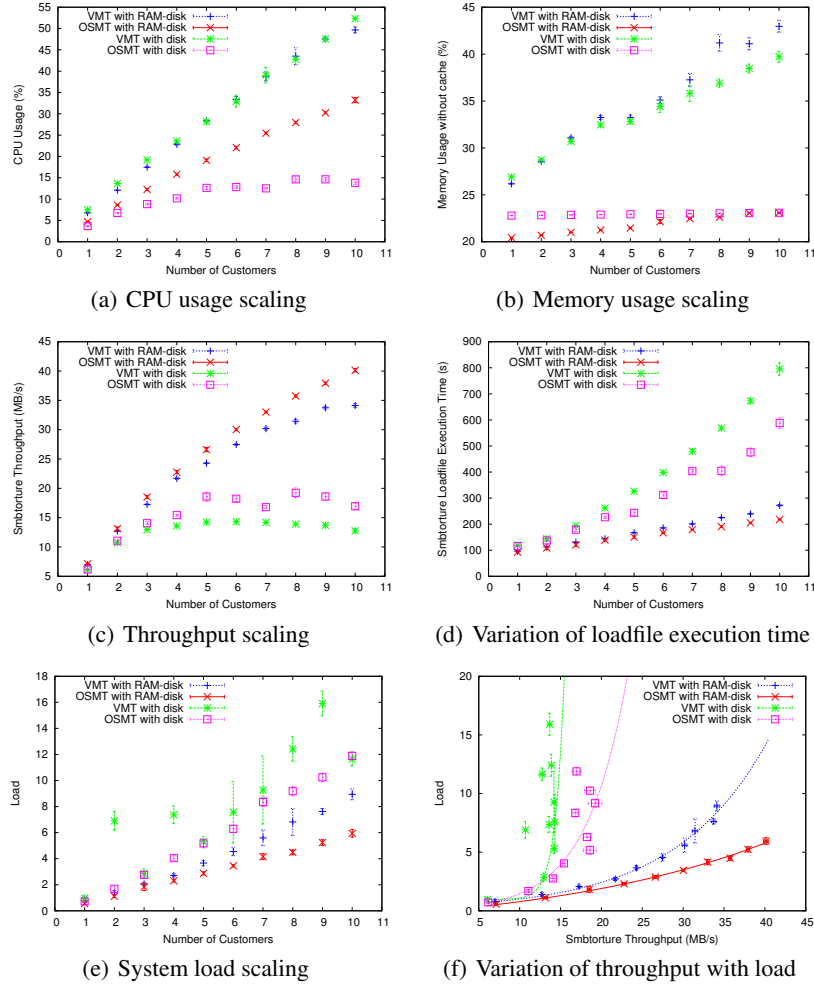 VMT with RAM-disk
OSMT with RAM-disk
VMT with disk
OSMT with disk
CPU Usage (%)
55
50
45
40
35
30
25
20
15
10
5
0
0 1 2 3 4 5 6 7 8 9 10 11
Number of Customers
(a) CPU usage scaling
VMT with RAM-disk
OSMT with RAM-disk
VMT with disk
OSMT with disk
Memory Usage without cache (%)
45
40
35
30
25
20
0 1 2 3 4 5 6 7 8 9 10 11
Number of Customers
(b) Memory usage scaling
VMT with RAM-disk
OSMT with RAM-disk
VMT with disk
OSMT with disk
Smbtorture Throughput (MB/s)
45
40
35
30
25
20
15
10
5
0 1 2 3 4 5 6 7 8 9 10 11
Number of Customers
(c) Throughput scaling
VMT with RAM-disk
OSMT with RAM-disk
VMT with disk
OSMT with disk
Smbtorture Loadfile Execution Time (s)
900
800
700
600
500
400
300
200
100
0
0 1 2 3 4 5 6 7 8 9 10 11
Number of Customers
(d) Variation of loadfile execution time
VMT with RAM-disk
OSMT with RAM-disk
VMT with disk
OSMT with disk
Load
18
16
14
12
10
8
6
4
2
0
0 1 2 3 4 5 6 7 8 9 10 11
Number of Customers
(e) System load scaling
VMT with RAM-disk
OSMT with RAM-disk
VMT with disk
OSMT with disk
Load
20
15
10
5
0
5 10 15 20 25 30 35 40 45
Smbtorture Throughput (MB/s)
(f) Variation of throughput with load